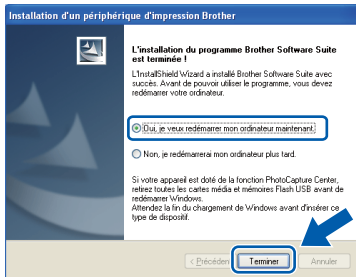 Installation d'un périphérique d'impression Brother
L'installation du programme Brother Software Suite
est terminée !
L'InstallShield Wizard a installé Brother Software Suite avec
succès. Avant de pouvoir utiliser le programme, vous devez
redémarrer votre ordinateur.
Oui, je veux redémarrer mon ordinateur maintenant.
Non, je redémarrerai mon ordinateur plus tard.
Si votre appareil est doté de la fonction PhotoCapture Center,
retirez toutes les cartes média et mémoires Flash USB avant de
redémarrer Windows.
Attendez la fin du chargement de Windows avant d'insérer ce
type de dispositif.
< Précéden Terminer Annuler